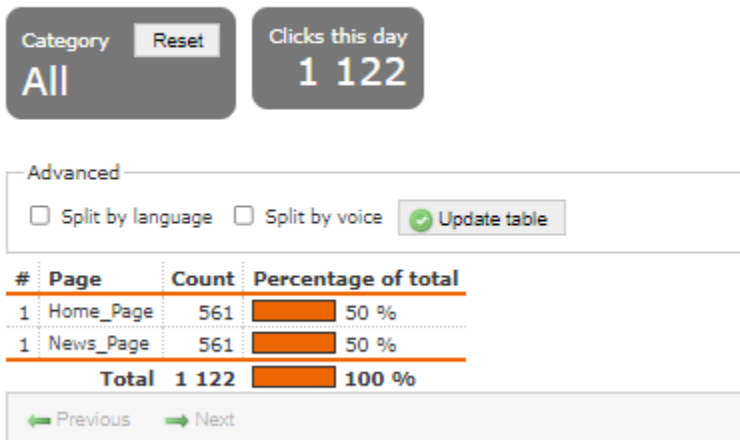 Category Reset
All
Clicks this day
1 122
Advanced
Split by language Split by voice Update table
# Page Count Percentage of total
1 Home_Page 561 50 %
1 News_Page 561 50 %
Total 1 122 100 %
Previous Next